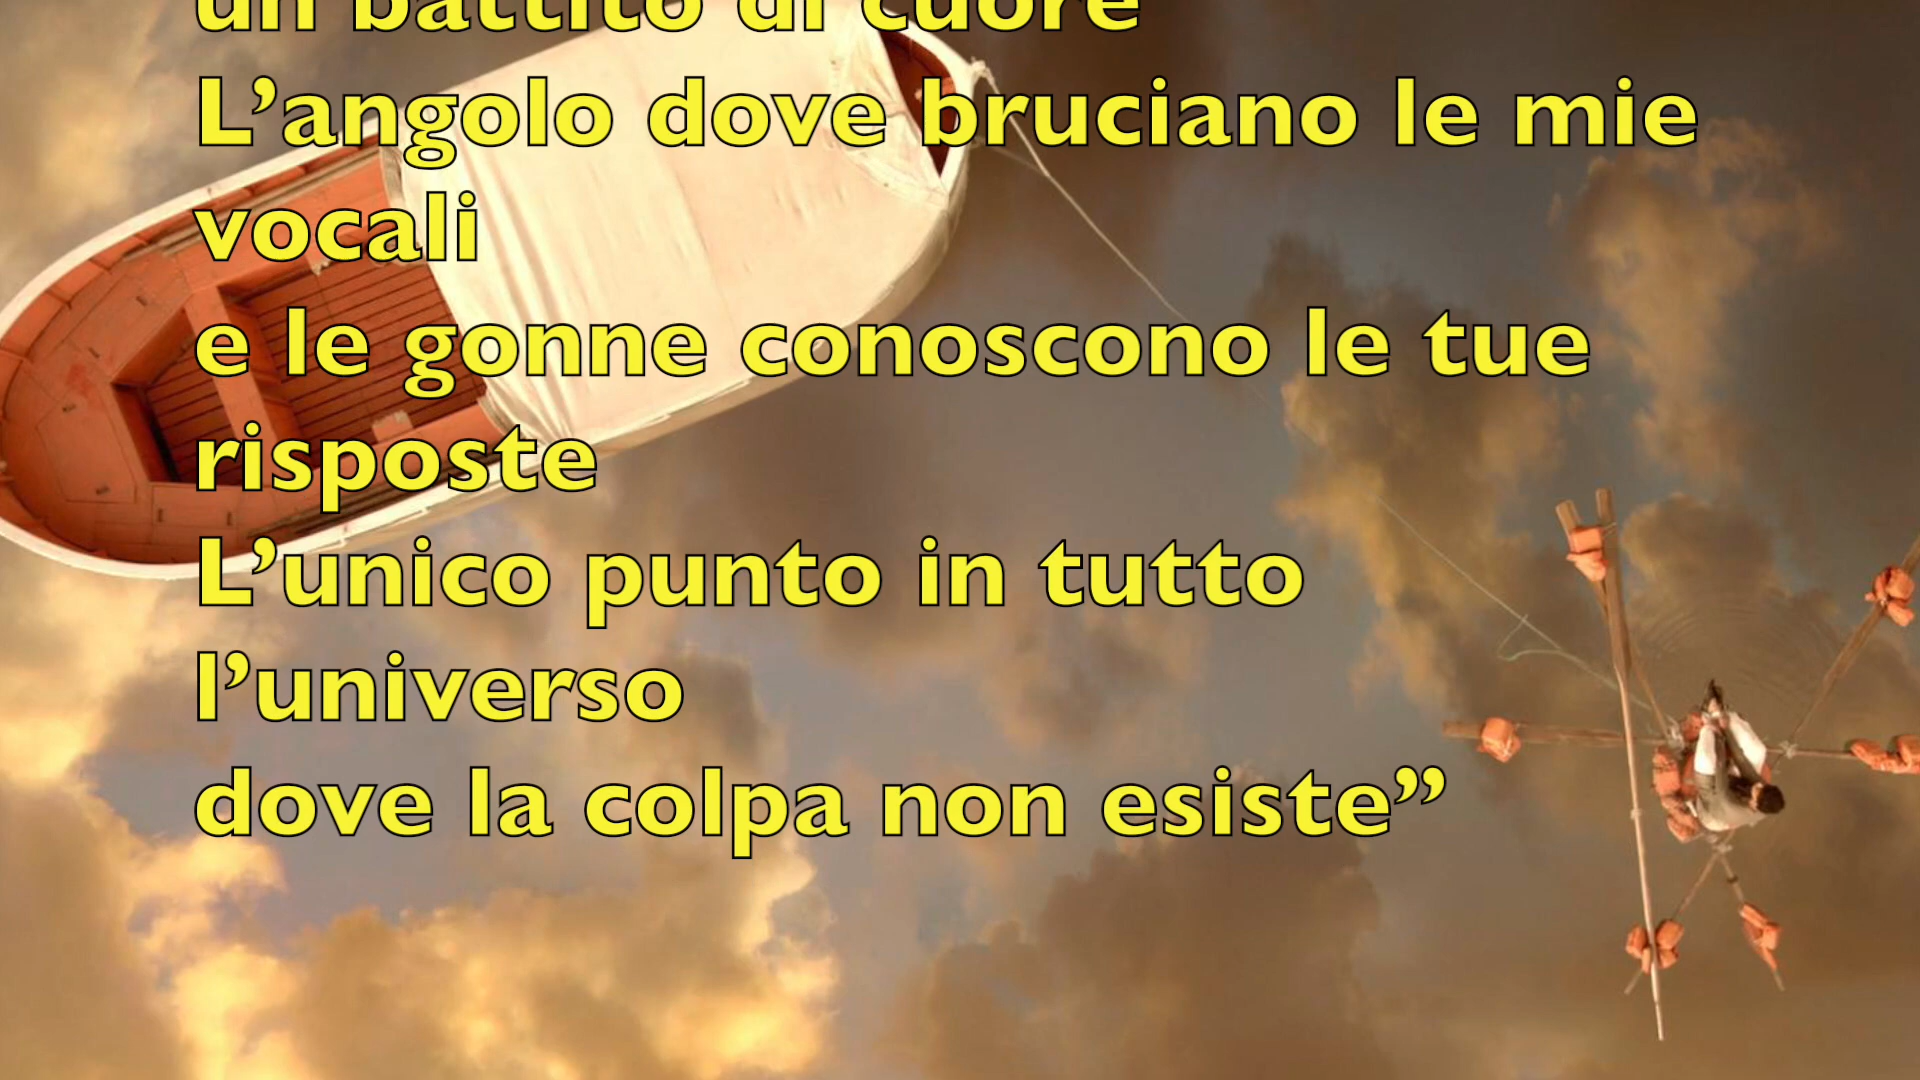 un battito di cuore
L’angolo dove bruciano le mie
vocali
e le gonne conoscono le tue
risposte
L’unico punto in tutto
l’universo
dove la colpa non esiste”